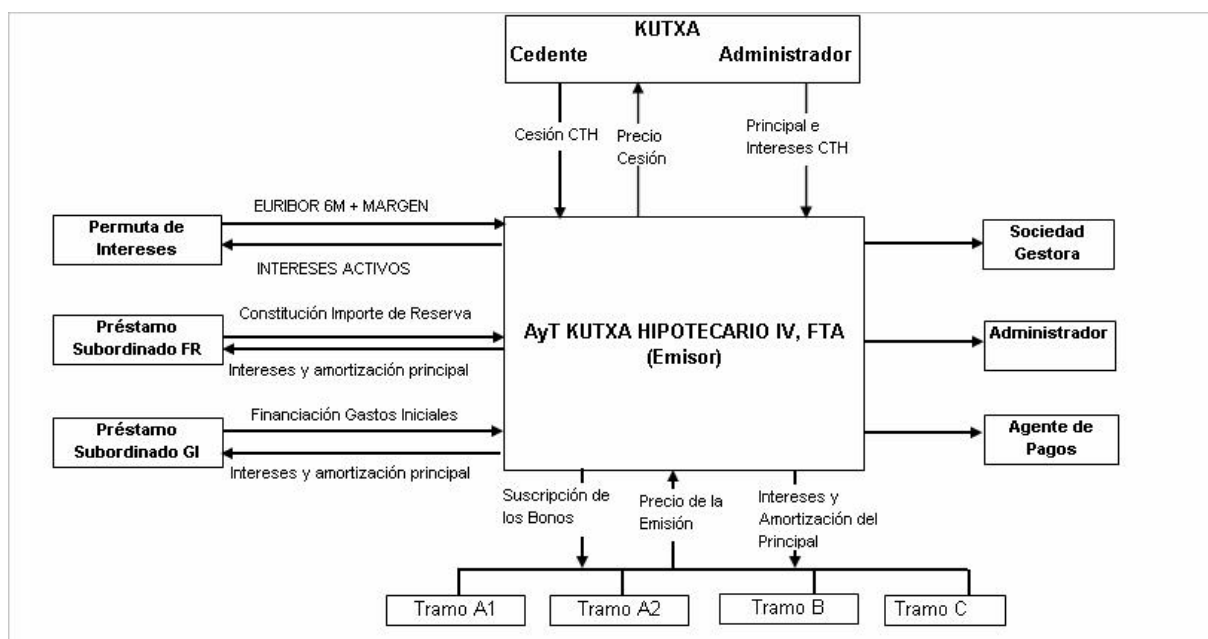 KUTXA
Cedente Administrador
Cesión CTH
Precio
Cesión
Principal e
Intereses CTH
EURIBOR 6M + MARGEN
Permuta de
Intereses
INTERESES ACTIVOS
Constitución Importe de Reserva
Préstamo
Subordinado FR
Intereses y amortización principal
Financiación Gastos Iniciales
Préstamo
Subordinado GI
Intereses y amortización principal
AyT KUTXA HIPOTECARIO IV, FTA
(Emisor)
Sociedad
Gestora
Administrador
Agente de
Pagos
Suscripción de
los Bonos
Precio de la
Emisión
Intereses y
Amortización del
Principal
Tramo A1
Tramo A2
Tramo B
Tramo C